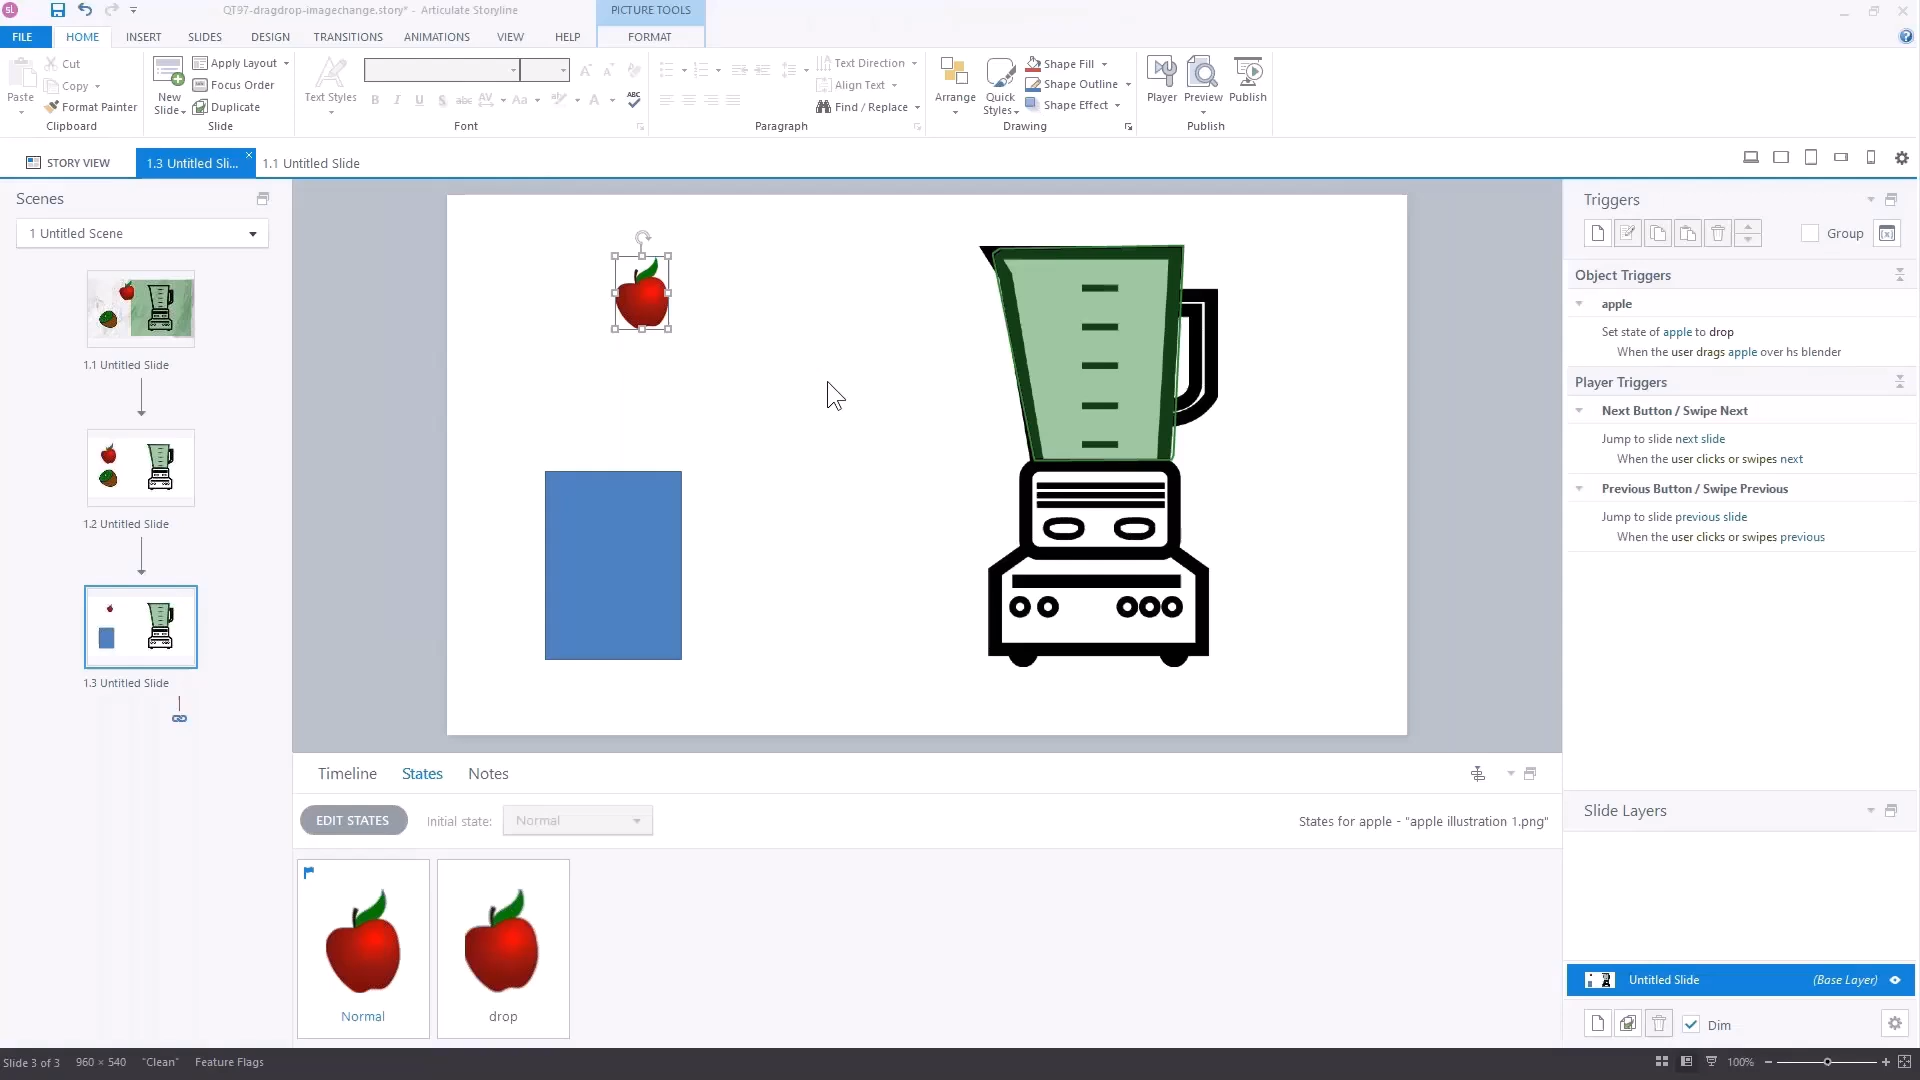 SL
QT97-dragdrop-imagechange.story* - Articulate Storyline
PICTURE TOOLS
FILE
HOME
INSERT
SLIDES
DESIGN
TRANSITIONS
ANIMATIONS
VIEW
HELP
FORMAT
Paste
Cut
Copy
Format Painter
Clipboard
New Slide
Apply Layout
Focus Order
Duplicate
Slide
Text Styles
B I U S abc AV Aa A ABC
Font
Text Direction
Align Text
Find / Replace
Paragraph
Arrange
Quick Styles
Shape Fill
Shape Outline
Shape Effect
Drawing
Player
Preview
Publish
Publish
STORY VIEW
1.3 Untitled Sli...
1.1 Untitled Slide
Scenes
1 Untitled Scene
1.1 Untitled Slide
1.2 Untitled Slide
1.3 Untitled Slide
Triggers
Group
Object Triggers
apple
Set state of apple to drop
When the user drags apple over hs blender
Player Triggers
Next Button / Swipe Next
Jump to slide next slide
When the user clicks or swipes next
Previous Button / Swipe Previous
Jump to slide previous slide
When the user clicks or swipes previous
Timeline
States
Notes
EDIT STATES
Initial state:
Normal
States for apple - "apple illustration 1.png"
Normal
drop
Slide Layers
Untitled Slide
(Base Layer)
Dim
Slide 3 of 3
960 × 540
"Clean"
Feature Flags
100%